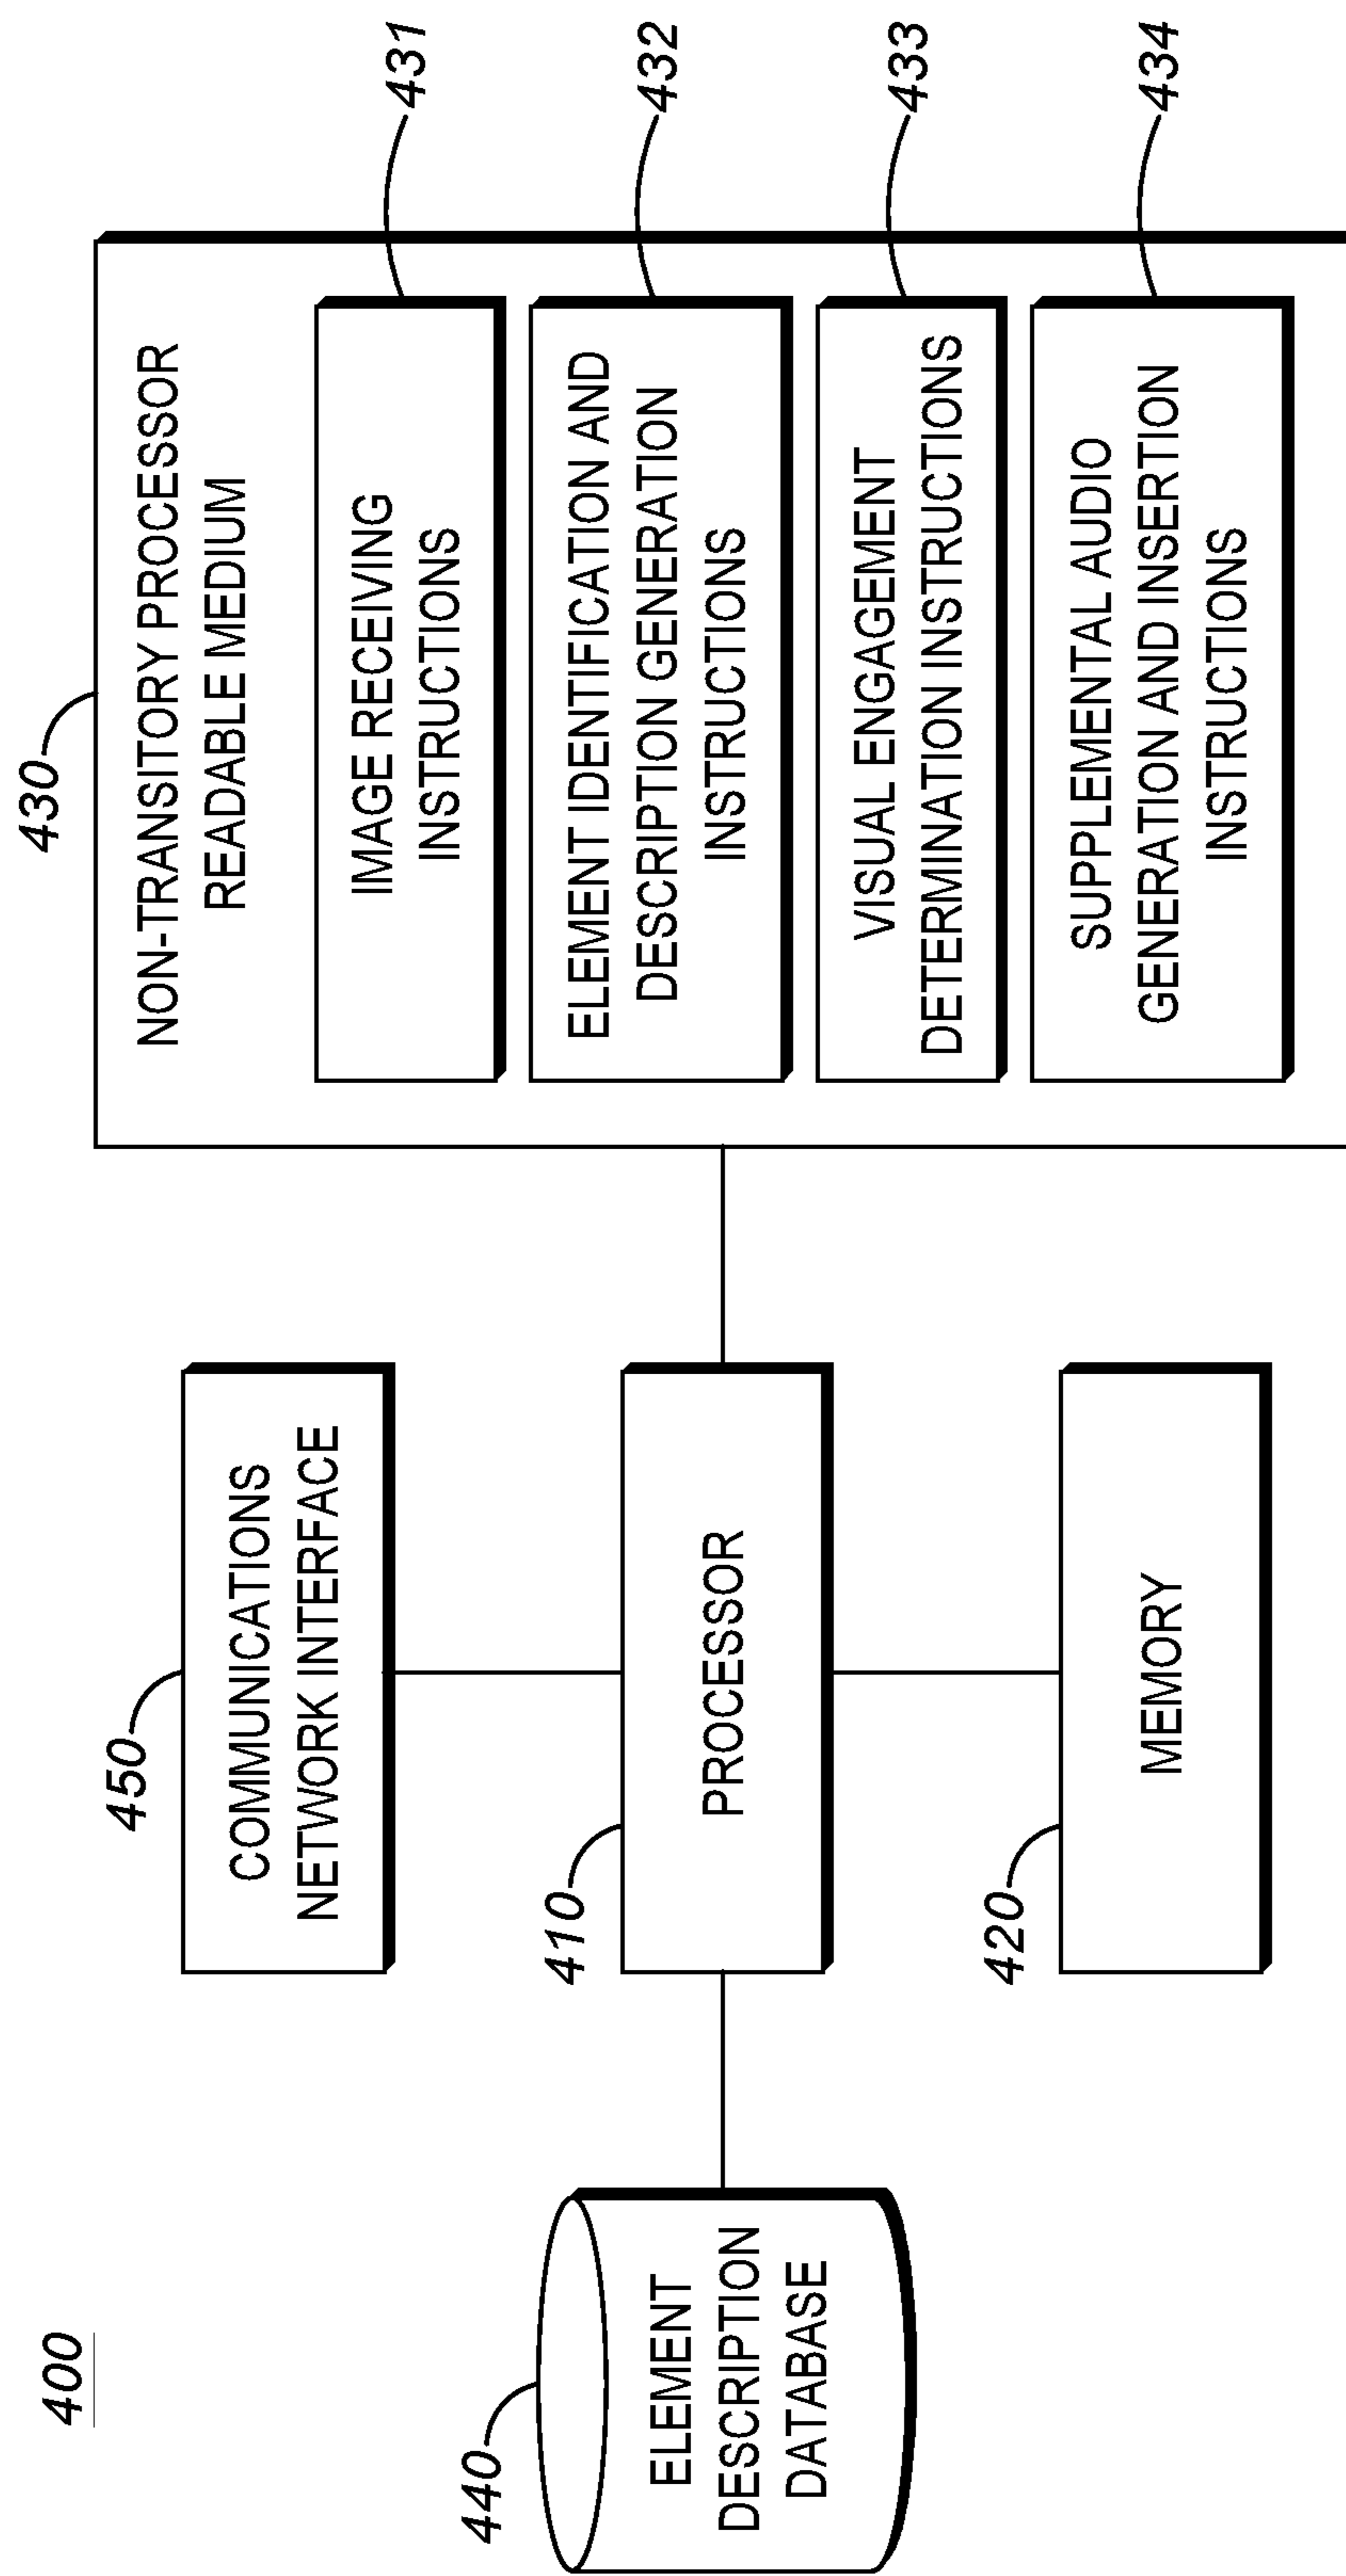 400
440
ELEMENT
DESCRIPTION
DATABASE
450
COMMUNICATIONS
NETWORK INTERFACE
410
PROCESSOR
420
MEMORY
430
NON-TRANSITORY PROCESSOR
READABLE MEDIUM
IMAGE RECEIVING
INSTRUCTIONS
431
ELEMENT IDENTIFICATION AND
DESCRIPTION GENERATION
INSTRUCTIONS
432
VISUAL ENGAGEMENT
DETERMINATION INSTRUCTIONS
433
SUPPLEMENTAL AUDIO
GENERATION AND INSERTION
INSTRUCTIONS
434